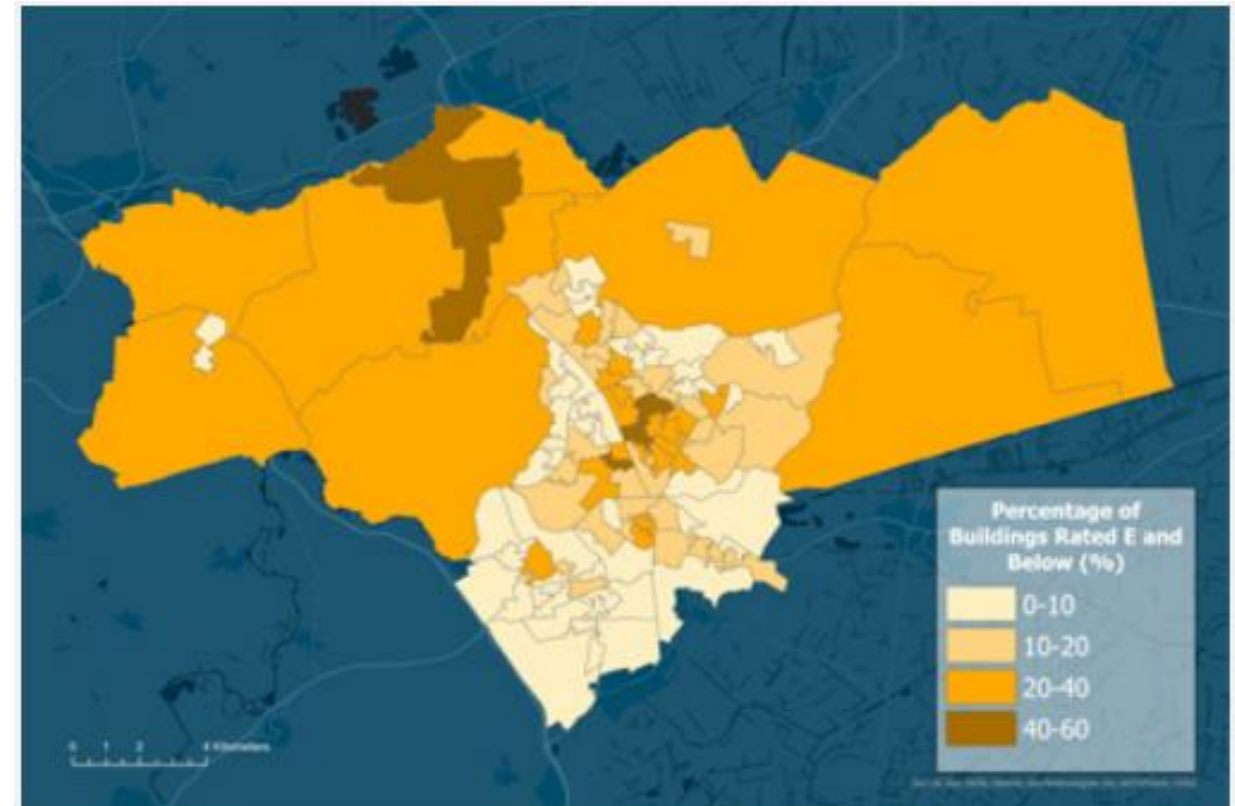 Percentage of
Buildings Rated E and
Below (%)
0-10
10-20
20-40
40-60
0 1 2 4 Kilometers